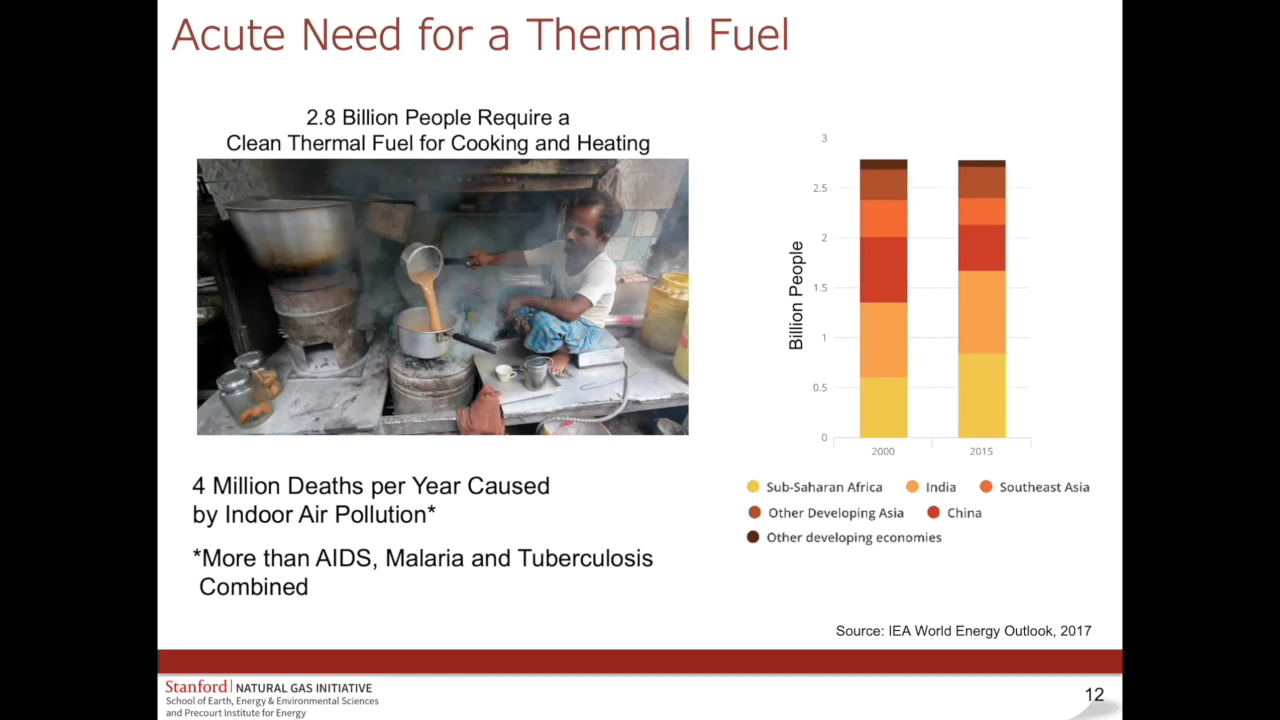 Acute Need for a Thermal Fuel
2.8 Billion People Require a
Clean Thermal Fuel for Cooking and Heating
4 Million Deaths per Year Caused
by Indoor Air Pollution*
*More than AIDS, Malaria and Tuberculosis
Combined
Billion People
3
2.5
2
1.5
1
0.5
0
2000 2015
Sub-Saharan Africa India Southeast Asia
Other Developing Asia China
Other developing economies
Source: IEA World Energy Outlook, 2017
Stanford NATURAL GAS INITIATIVE
School of Earth, Energy & Environmental Sciences
and Precourt Institute for Energy
12